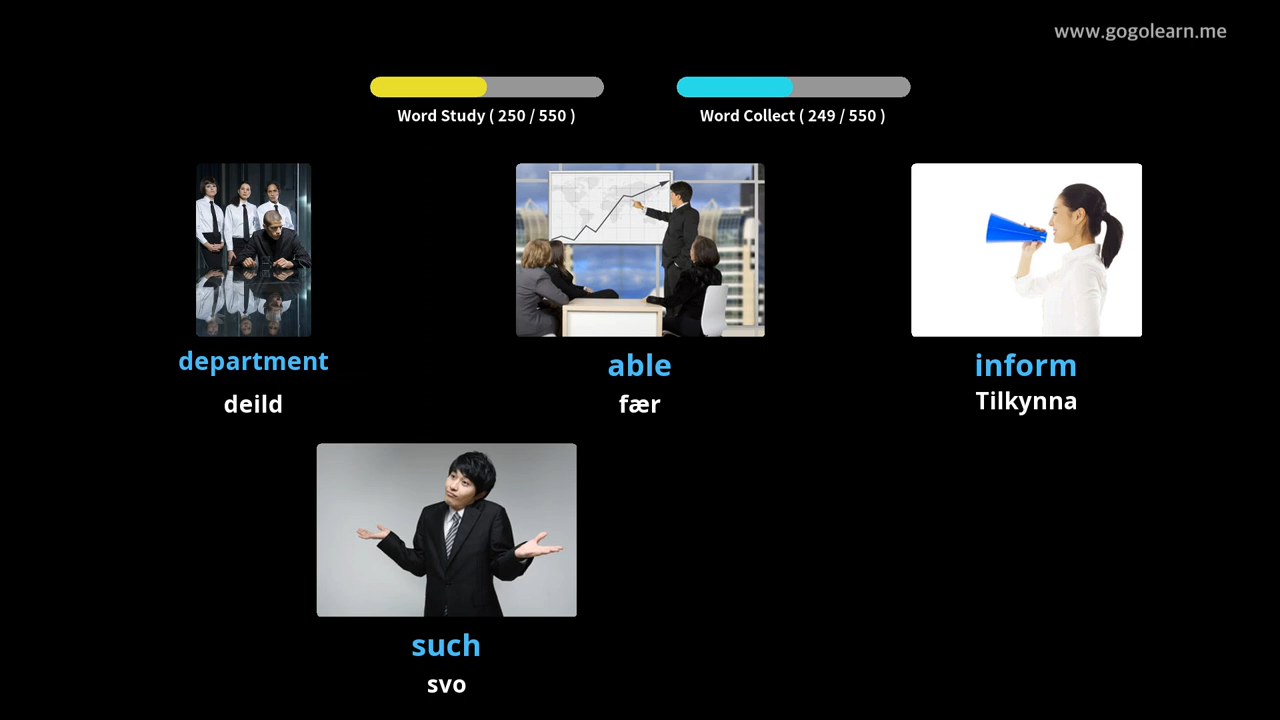 www.gogolearn.me
Word Study ( 250 / 550 )
Word Collect ( 249 / 550 )
department
deild
able
fær
inform
Tilkynna
such
svo